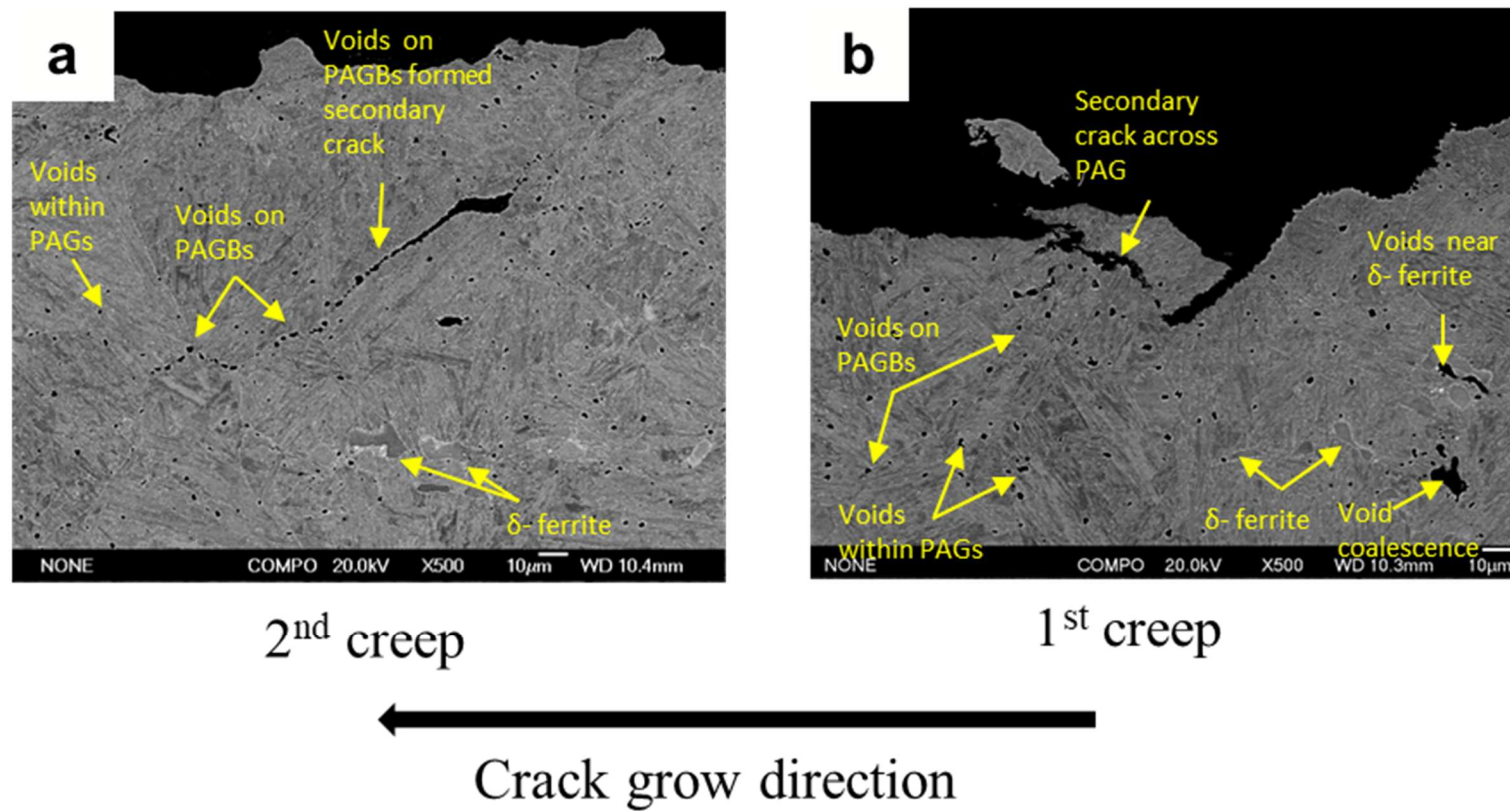 a
Voids on
PAGBs formed
secondary
crack
Voids
within
PAGs
Voids on
PAGBs
δ- ferrite
NONE COMPO 20.0kV X500 10μm WD 10.4mm
2nd creep
b
Secondary
crack across
PAG
Voids near
δ- ferrite
Voids on
PAGBs
Voids
within PAGs
δ- ferrite
Void
coalescence
NONE COMPO 20.0kV X500 WD 10.3mm 10μm
1st creep
Crack grow direction